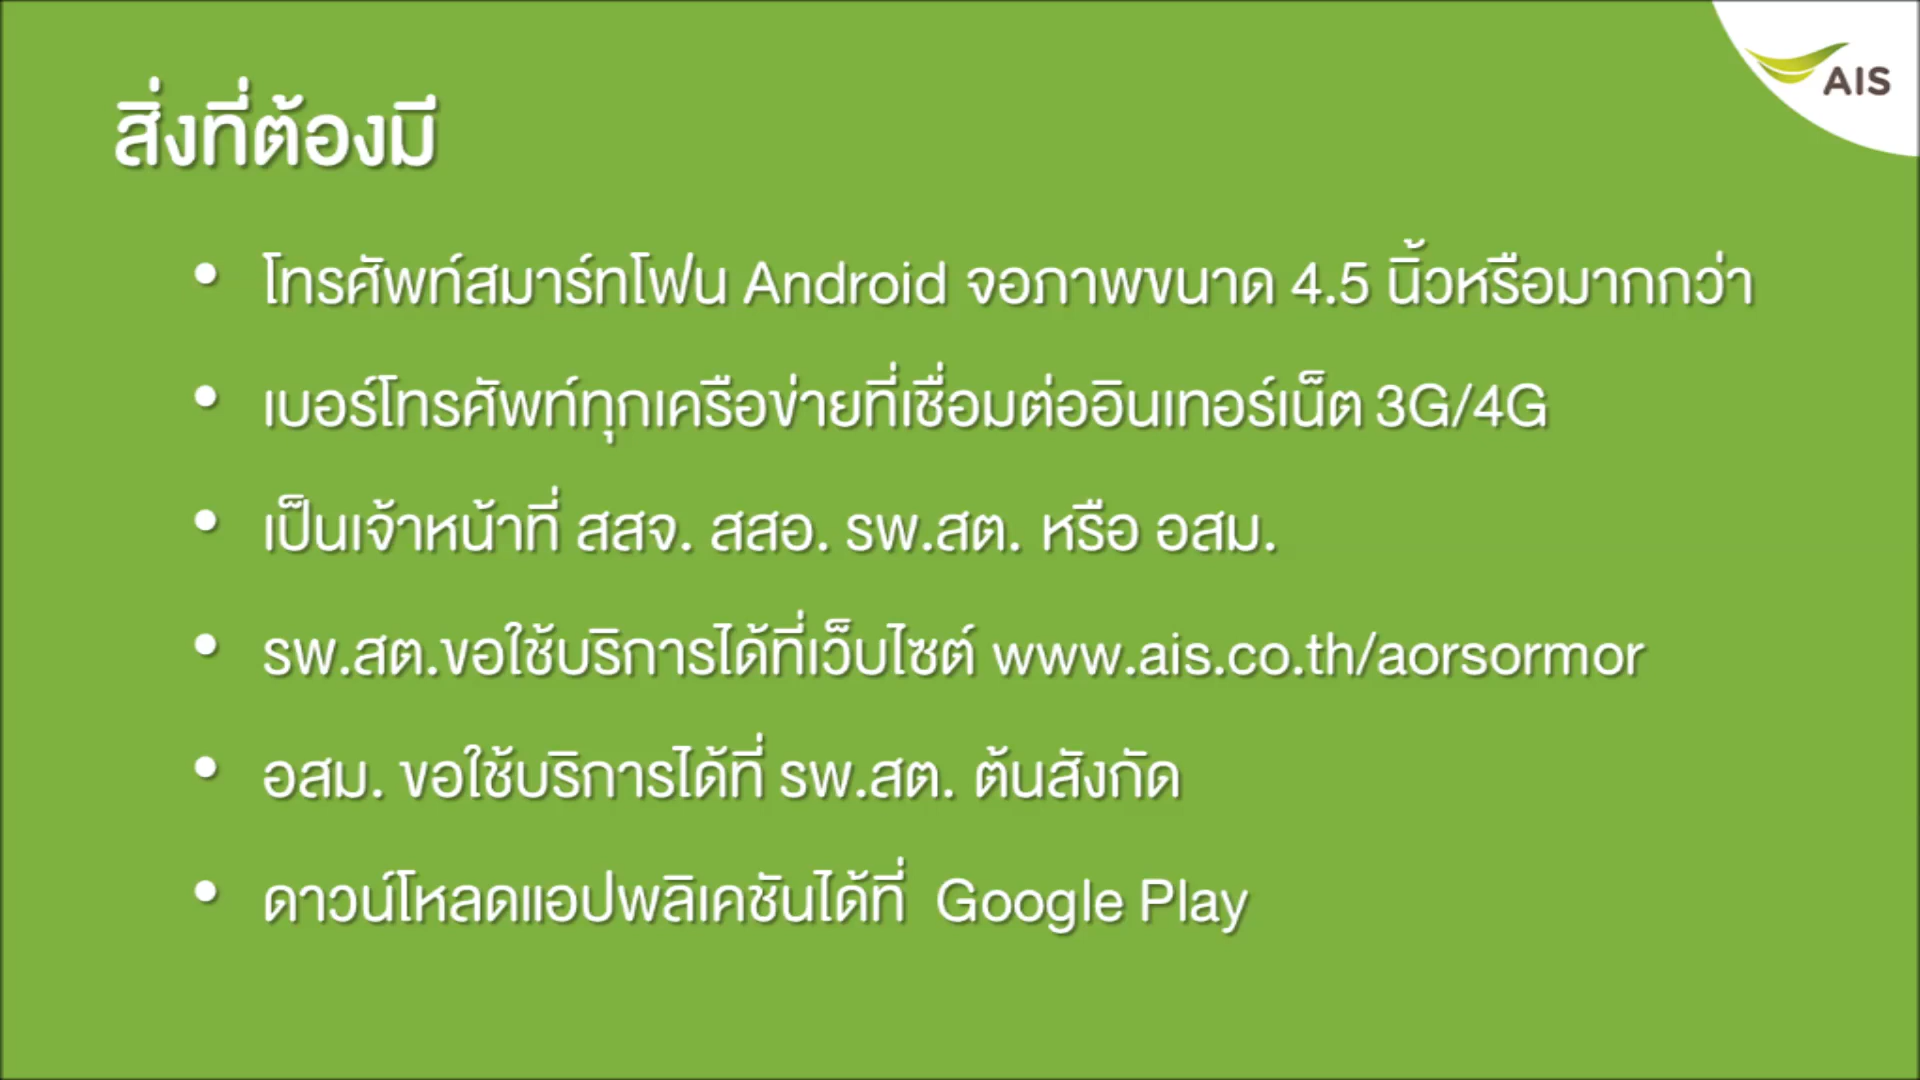 AIS
สิ่งที่ต้องมี
• โทรศัพท์สมาร์ทโฟน Android จอภาพขนาด 4.5 นิ้วหรือมากกว่า
• เบอร์โทรศัพท์ทุกเครือข่ายที่เชื่อมต่ออินเทอร์เน็ต 3G/4G
• เป็นเจ้าหน้าที่ สสจ. สสอ. รพ.สต. หรือ อสม.
• รพ.สต.ขอใช้บริการได้ที่เว็บไซต์ www.ais.co.th/aorsormor
• อสม. ขอใช้บริการได้ที่ รพ.สต. ต้นสังกัด
• ดาวน์โหลดแอปพลิเคชันได้ที่ Google Play